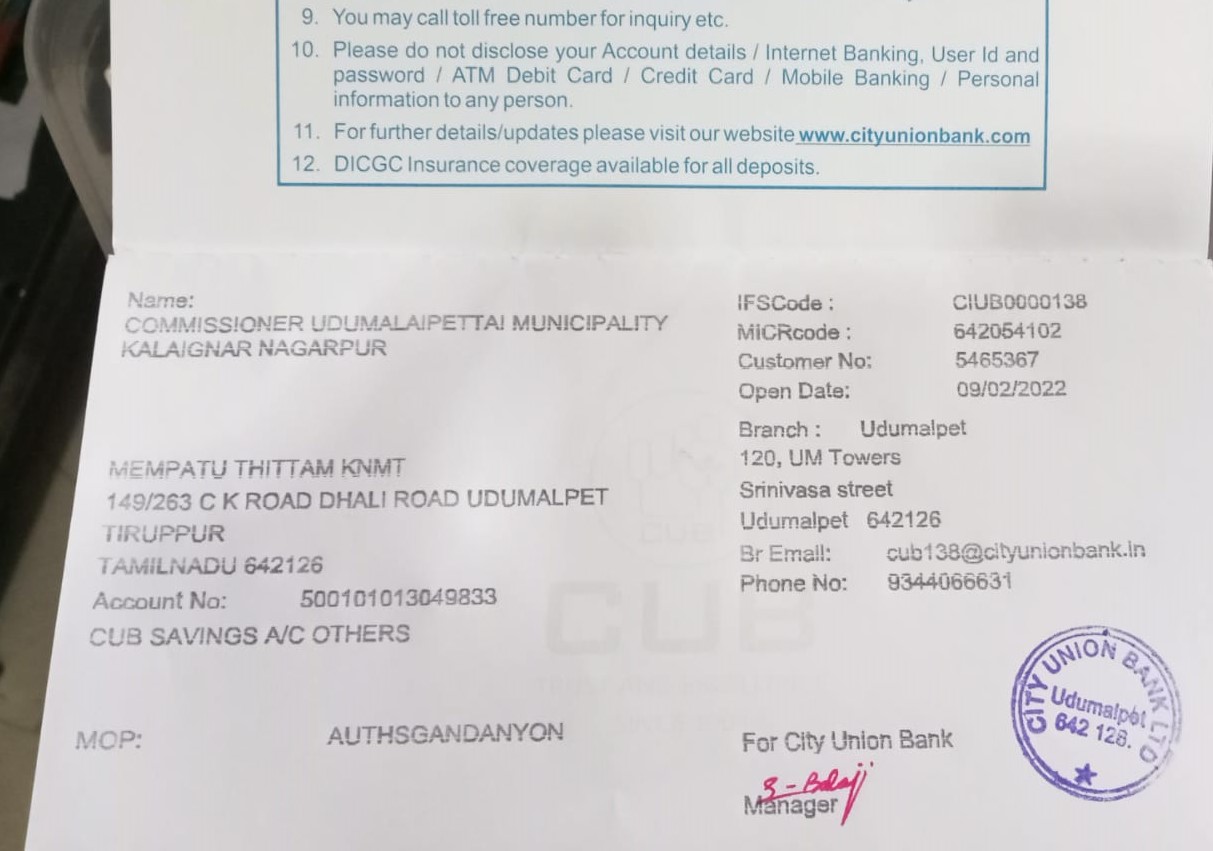 9. You may call toll free number for inquiry etc.
10. Please do not disclose your Account details / Internet Banking, User Id and
password / ATM Debit Card / Credit Card / Mobile Banking / Personal
information to any person.
11. For further details/updates please visit our website www.cityunionbank.com
12. DICGC Insurance coverage available for all deposits.
Name:
COMMISSIONER UDUMALAIPETTAI MUNICIPALITY
KALAIGNAR NAGARPUR
MEMPATU THITTAM KNMT
149/263 C K ROAD DHALI ROAD UDUMALPET
TIRUPPUR
TAMILNADU 642126
Account No: 500101013049833
CUB SAVINGS A/C OTHERS
MOP: AUTHSGANDANYON
IFSCode : CIUB0000138
MICRcode : 642054102
Customer No: 5465367
Open Date: 09/02/2022
Branch : Udumalpet
120, UM Towers
Srinivasa street
Udumalpet 642126
Br Email: cub138@cityunionbank.in
Phone No: 9344066631
For City Union Bank
Manager
CITY UNION BANK LTD
Udumalpet
642 126.
CUB